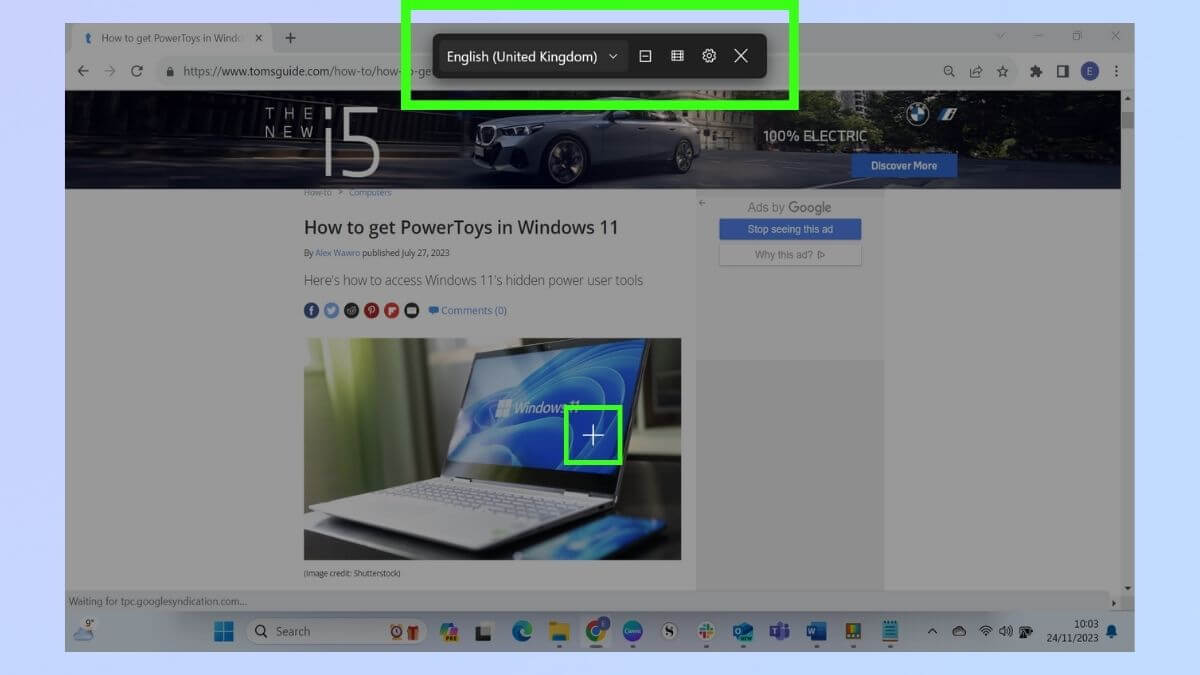 How to get PowerToys in Wind
English (United Kingdom)
https://www.tomsguide.com/how-to/how-
E
THE
NEW
i5
100% ELECTRIC
Discover More
How-to > Computers
Ads by Google
How to get PowerToys in Windows 11
Stop seeing this ad
By Alex Wawro published July 27, 2023
Why this ad?
Here's how to access Windows 11's hidden power user tools
Comments (0)
Windows 11
(Image credit: Shutterstock)
Waiting for tpc.googlesyndication.com...
9°
Search
PRE
E
Canva
S
NEW
10:03
24/11/2023